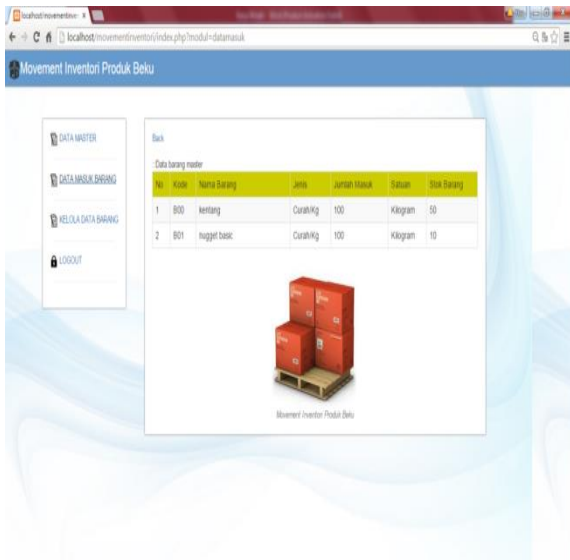 localhost/movementinven
localhost/movementinventori/index.php?modul=datamasuk
Movement Inventori Produk Beku
DATA MASTER
DATA MASUK BARANG
KELOLA DATA BARANG
LOGOUT
Back
:Data barang master
No Kode Nama Barang Jenis Jumlah Masuk Satuan Stok Barang
1 B00 kentang Curah/Kg 100 Kilogram 50
2 B01 nugget basic Curah/Kg 100 Kilogram 10
Movement Inventori Produk Beku